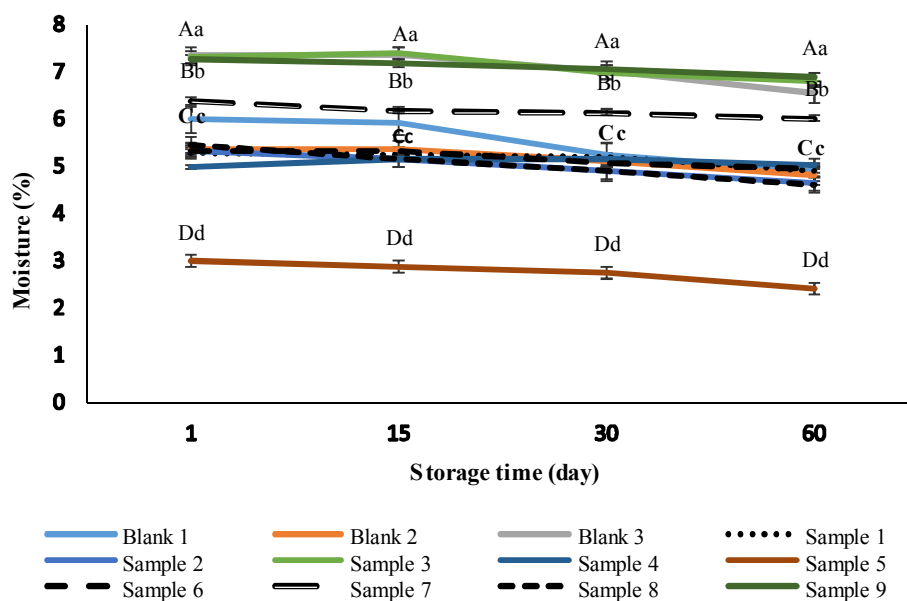 8
7
6
5
4
3
2
1
0
Moisture (%)
Aa Aa Aa Aa
Bb Bb Bb Bb
Cc Cc Cc Cc
Dd Dd Dd Dd
1 15 30 60
Storage time (day)
Blank 1 Blank 2 Blank 3 Sample 1
Sample 2 Sample 3 Sample 4 Sample 5
Sample 6 Sample 7 Sample 8 Sample 9